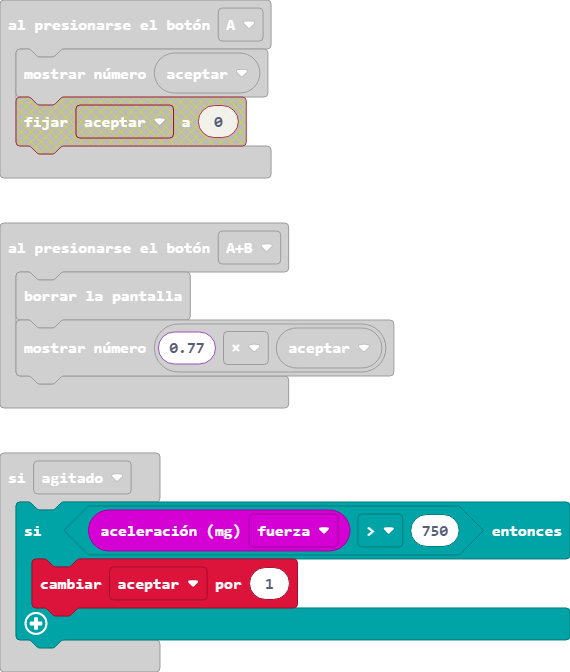 al presionarse el botón A
mostrar número aceptar
fijar aceptar a 0
al presionarse el botón A+B
borrar la pantalla
mostrar número 0.77 × aceptar
si agitado
si aceleración (mg) fuerza > 750 entonces
cambiar aceptar por 1